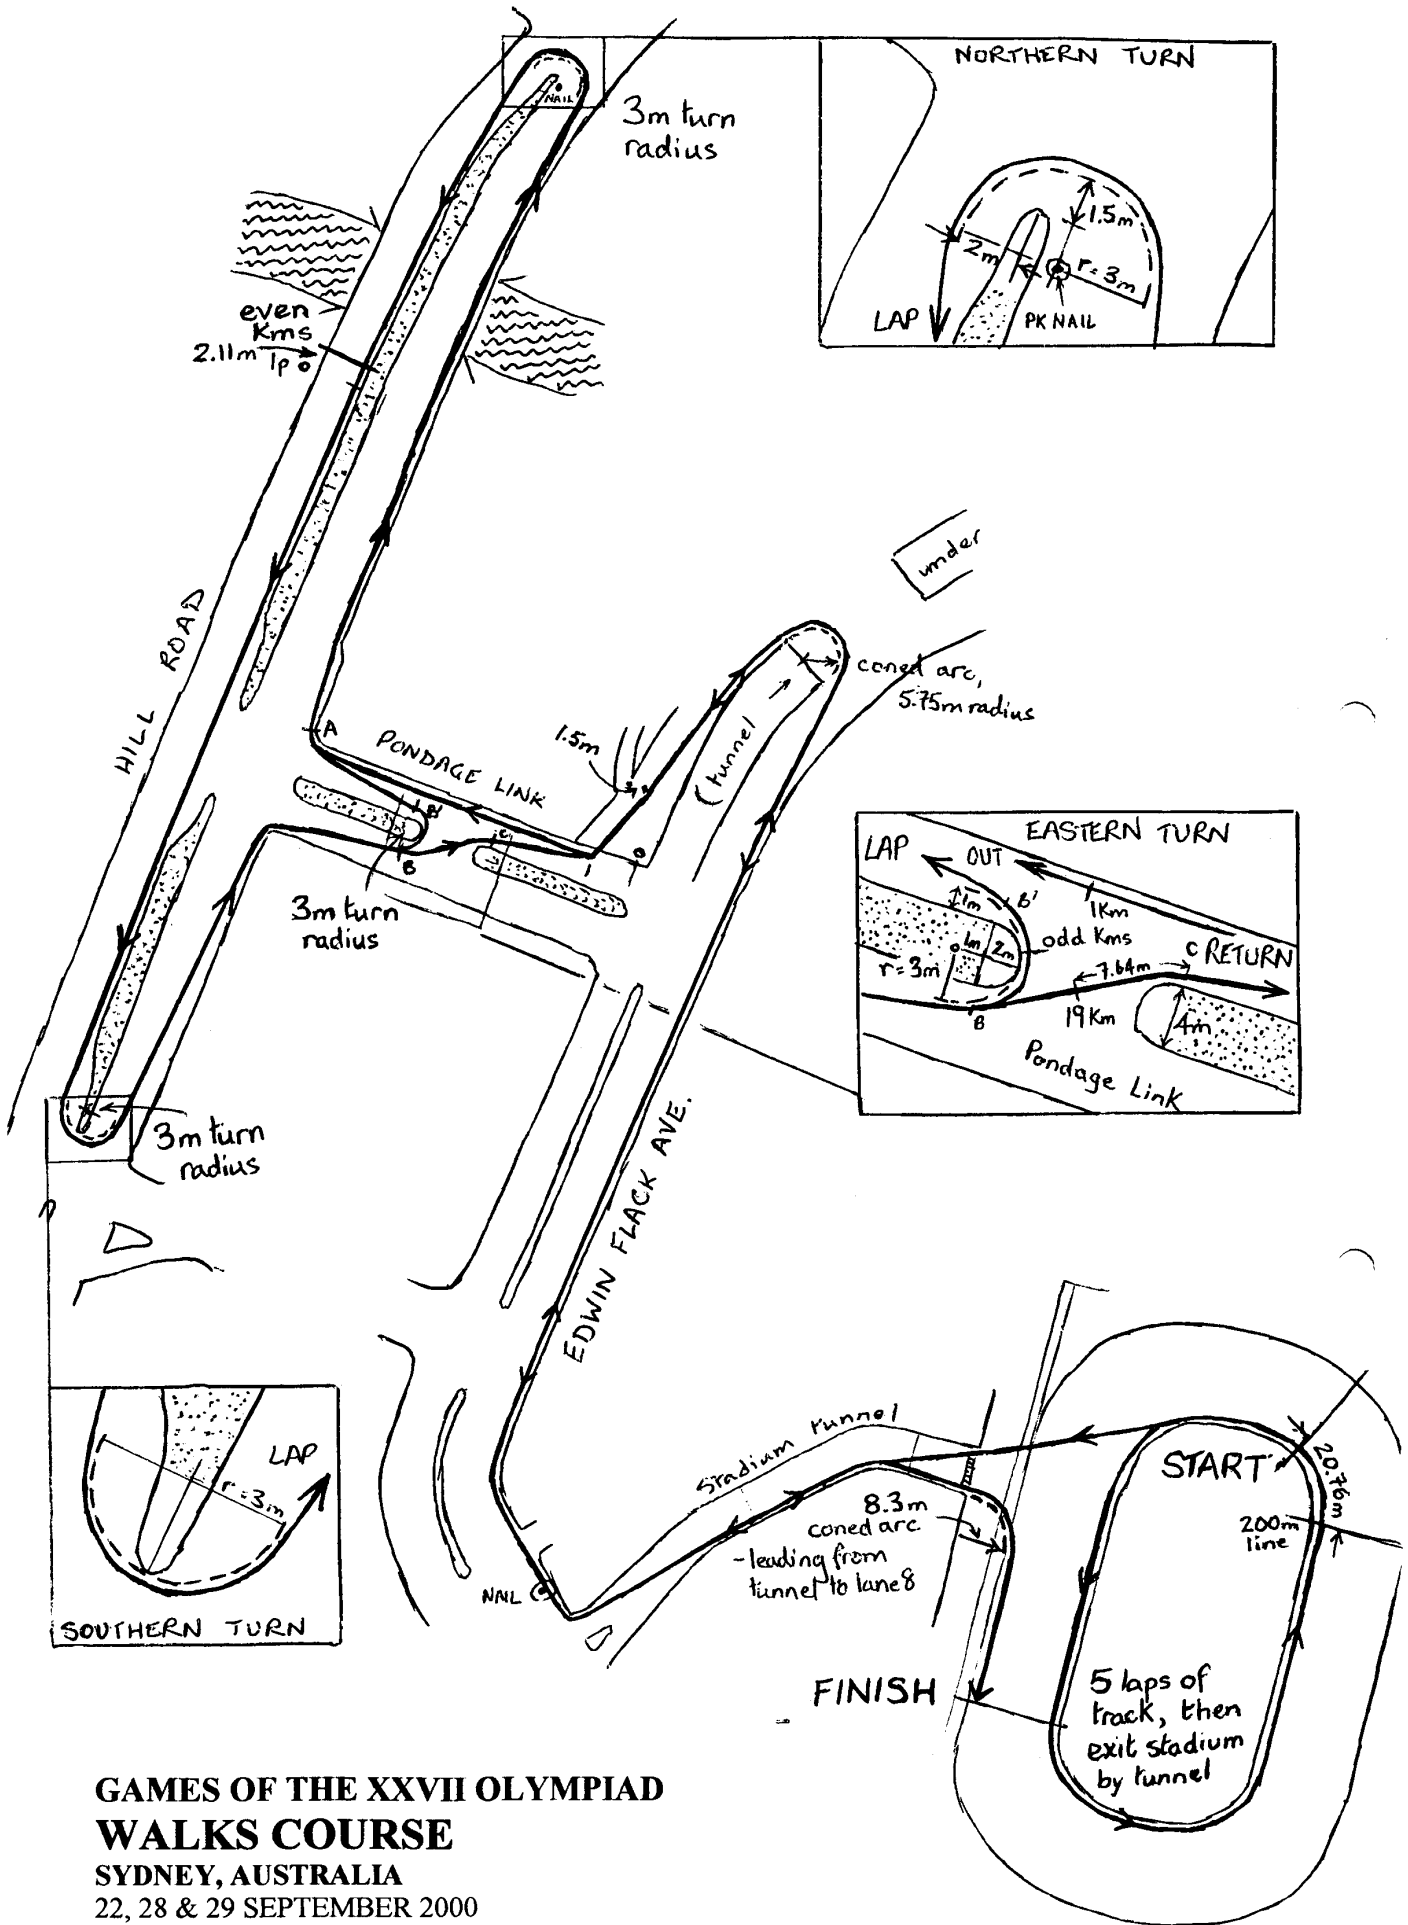 NORTHERN TURN
NAIL
3m turn
radius
1.5m
2m
r=3m
LAP
PK NAIL
even
Kms
2.11m
lp
under
HILL ROAD
coned arc,
5.75m radius
1.5m
(tunnel
A
PONDAGE LINK
B'
C
B
1
3m turn
radius
EASTERN TURN
LAP
OUT
1m
B'
1Km
1m
2m
odd Kms
C RETURN
r=3m
7.64m
19Km
B
4m
Pondage Link
3m turn
radius
EDWIN FLACK AVE.
LAP
r=3m
SOUTHERN TURN
Stadium tunnel
START
20.76m
200m
line
8.3m
coned arc
-leading from
tunnel to lane 8
NAIL
FINISH
5 laps of
track, then
exit stadium
by tunnel
GAMES OF THE XXVII OLYMPIAD
WALKS COURSE
SYDNEY, AUSTRALIA
22, 28 & 29 SEPTEMBER 2000